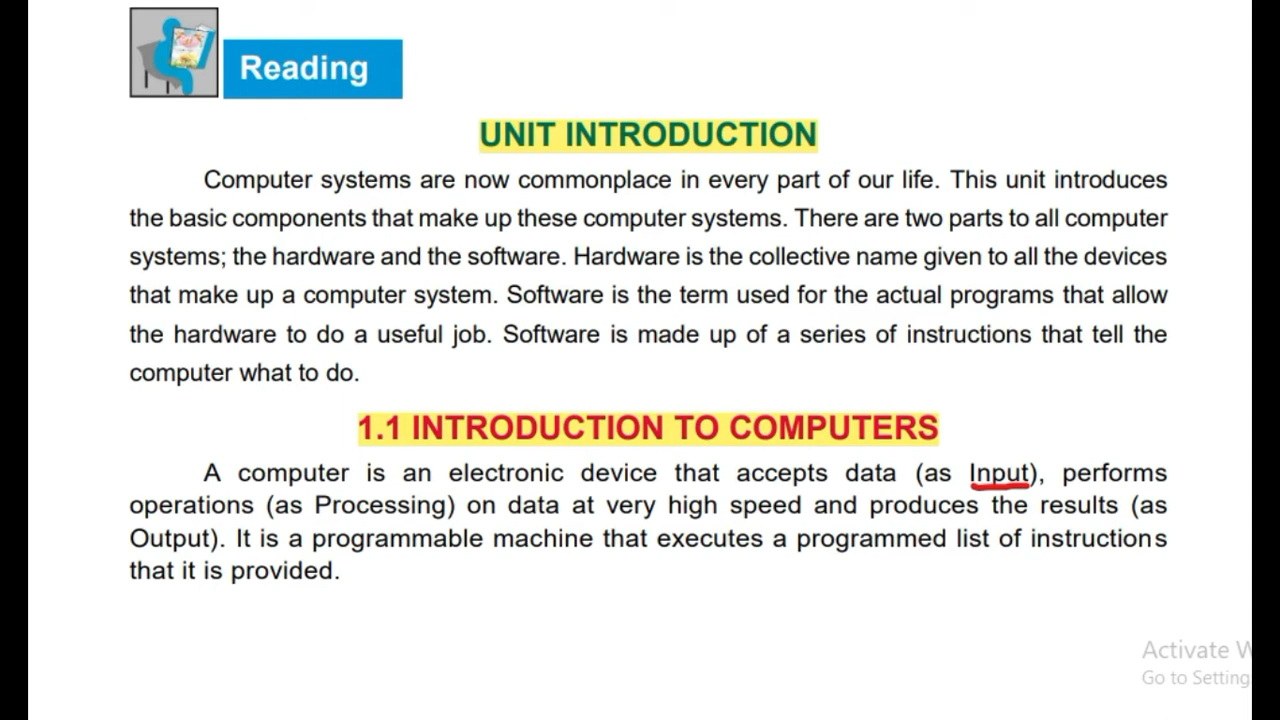 Reading
UNIT INTRODUCTION
Computer systems are now commonplace in every part of our life. This unit introduces
the basic components that make up these computer systems. There are two parts to all computer
systems; the hardware and the software. Hardware is the collective name given to all the devices
that make up a computer system. Software is the term used for the actual programs that allow
the hardware to do a useful job. Software is made up of a series of instructions that tell the
computer what to do.
1.1 INTRODUCTION TO COMPUTERS
A computer is an electronic device that accepts data (as Input), performs
operations (as Processing) on data at very high speed and produces the results (as
Output). It is a programmable machine that executes a programmed list of instructions
that it is provided.
Activate W
Go to Setting